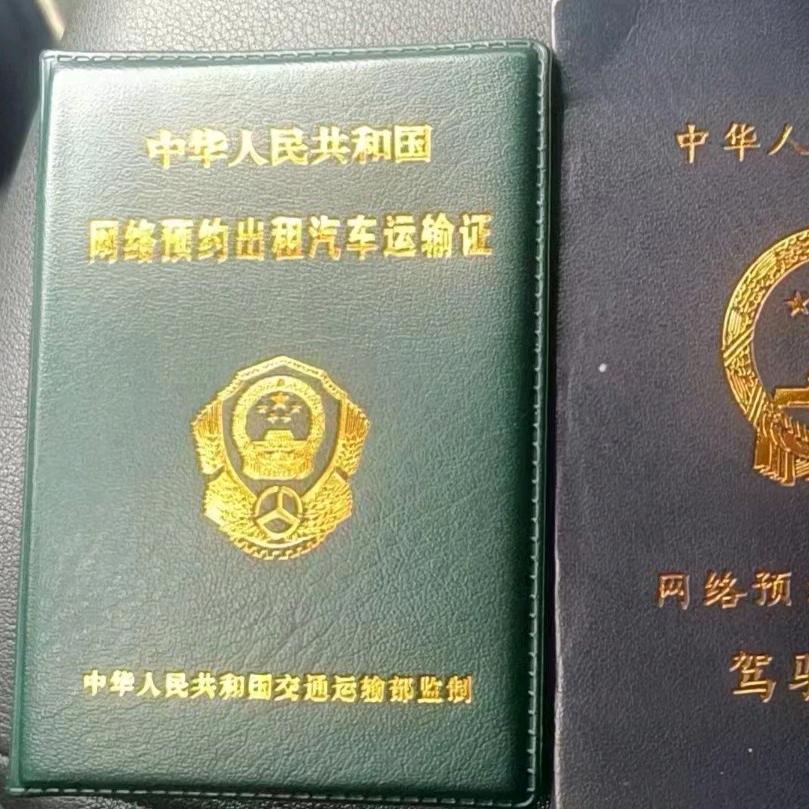 中华人民共和国
网络预约出租汽车运输证
中华人民共和国交通运输部监制
中华人
网络预
驾驶